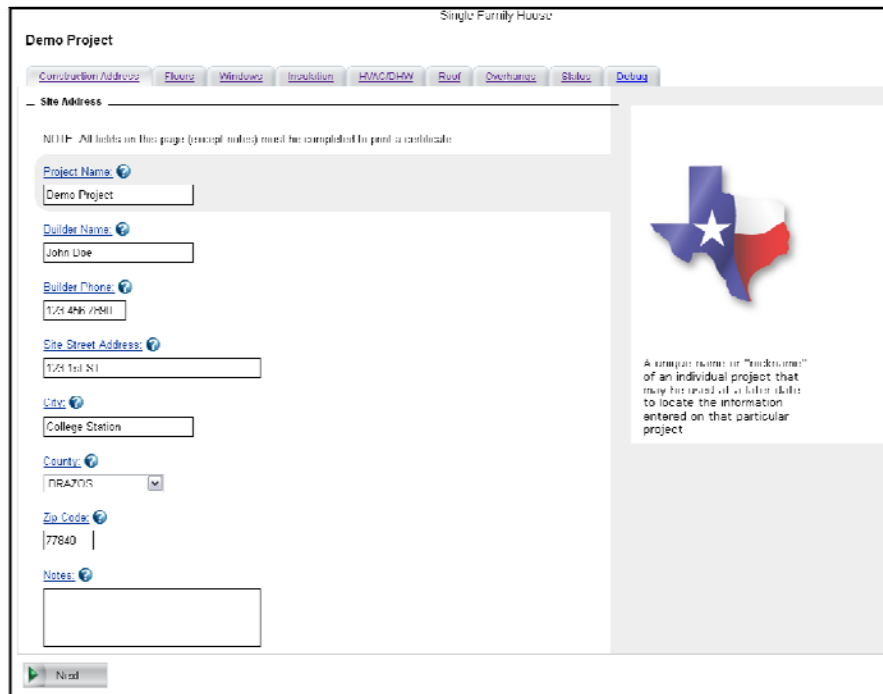 Single Family House
Demo Project
Construction Address Floors Windows Insulation HVAC/DHW Roof Overhangs Status Debug
Site Address
NOTE: All fields on this page (except notes) must be completed to print a certificate
Project Name:
Demo Project
Builder Name:
John Doe
Builder Phone:
123 456 7890
Site Street Address:
123 1st ST
City:
College Station
County:
BRAZOS
Zip Code:
77840
Notes:
A unique name or "nickname"
of an individual project that
may be used at a later date
to locate the information
entered on that particular
project
Next